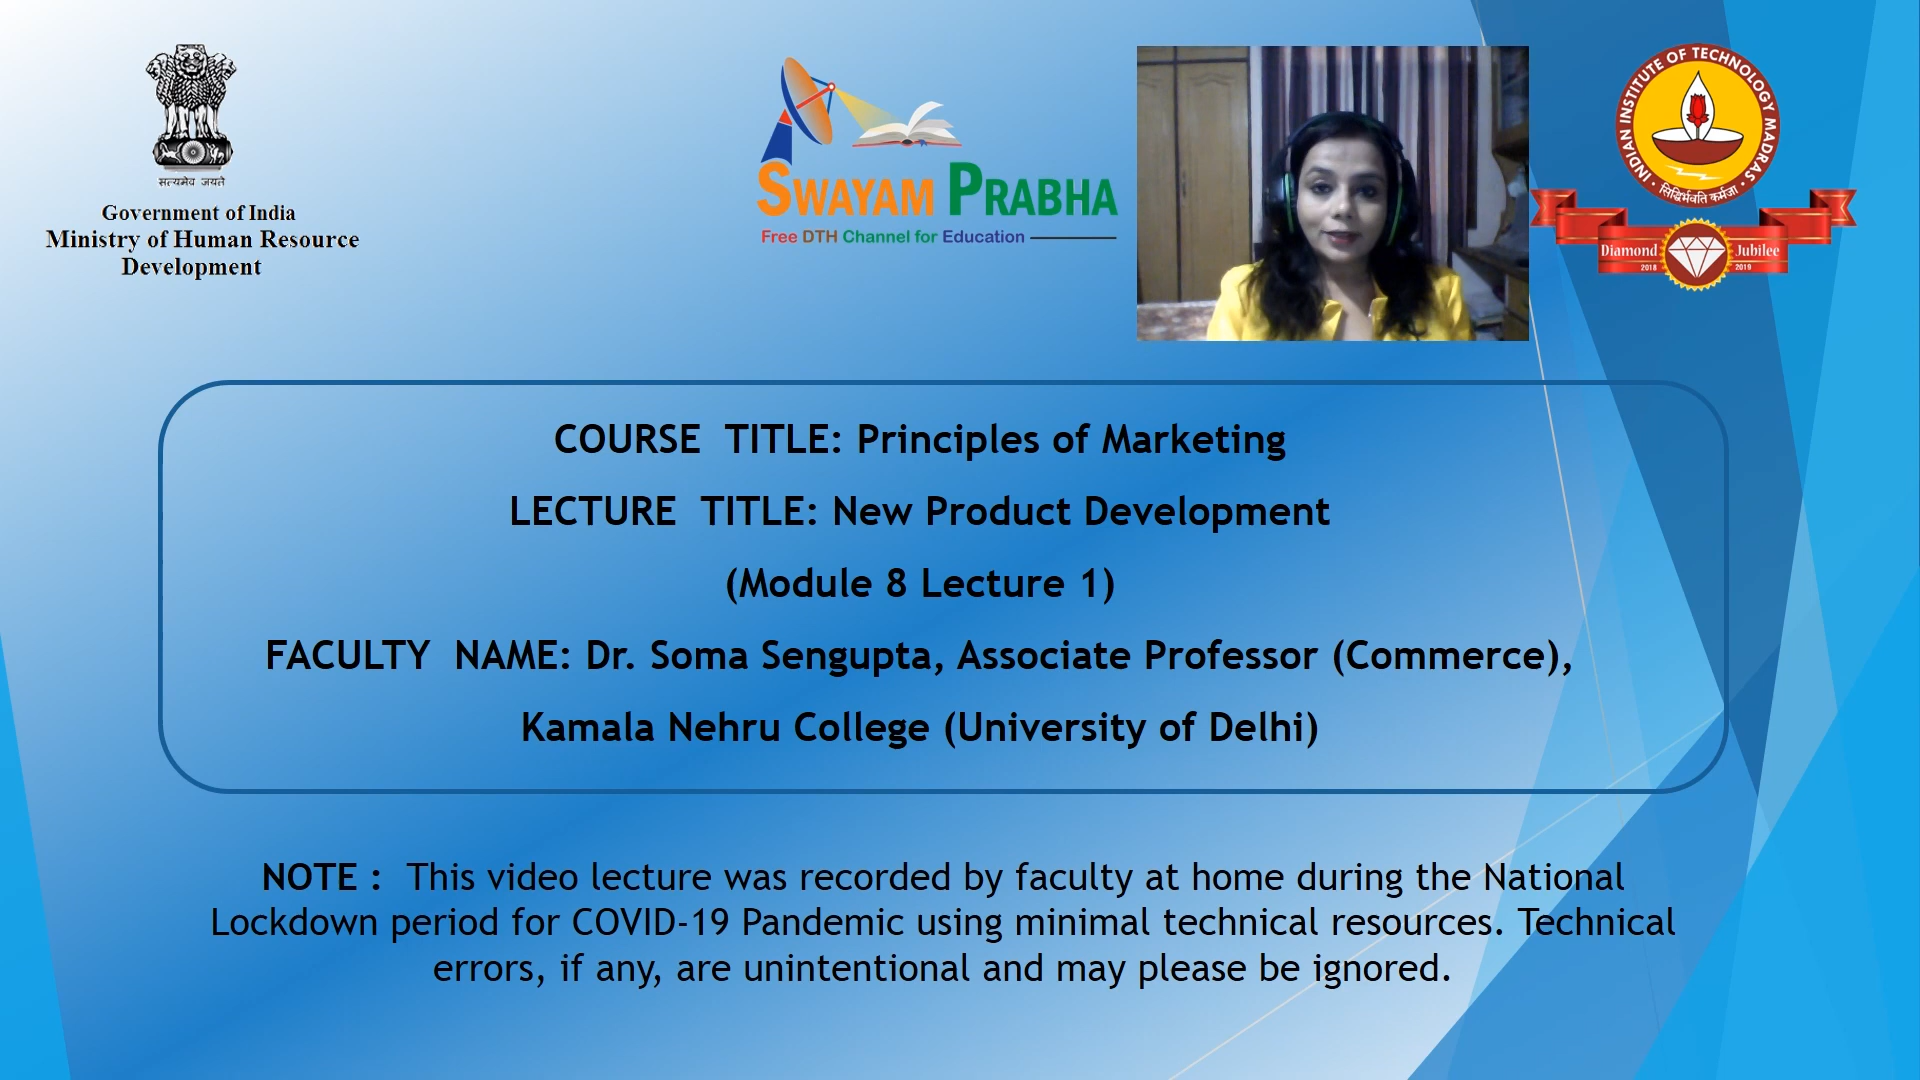 सत्यमेव जयते
Government of India
Ministry of Human Resource
Development
SWAYAM PRABHA
Free DTH Channel for Education
INDIAN INSTITUTE OF TECHNOLOGY MADRAS
सिद्धिर्भवति कर्मजा
Diamond Jubilee
2018 2019
COURSE TITLE: Principles of Marketing
LECTURE TITLE: New Product Development
(Module 8 Lecture 1)
FACULTY NAME: Dr. Soma Sengupta, Associate Professor (Commerce),
Kamala Nehru College (University of Delhi)
NOTE : This video lecture was recorded by faculty at home during the National
Lockdown period for COVID-19 Pandemic using minimal technical resources. Technical
errors, if any, are unintentional and may please be ignored.